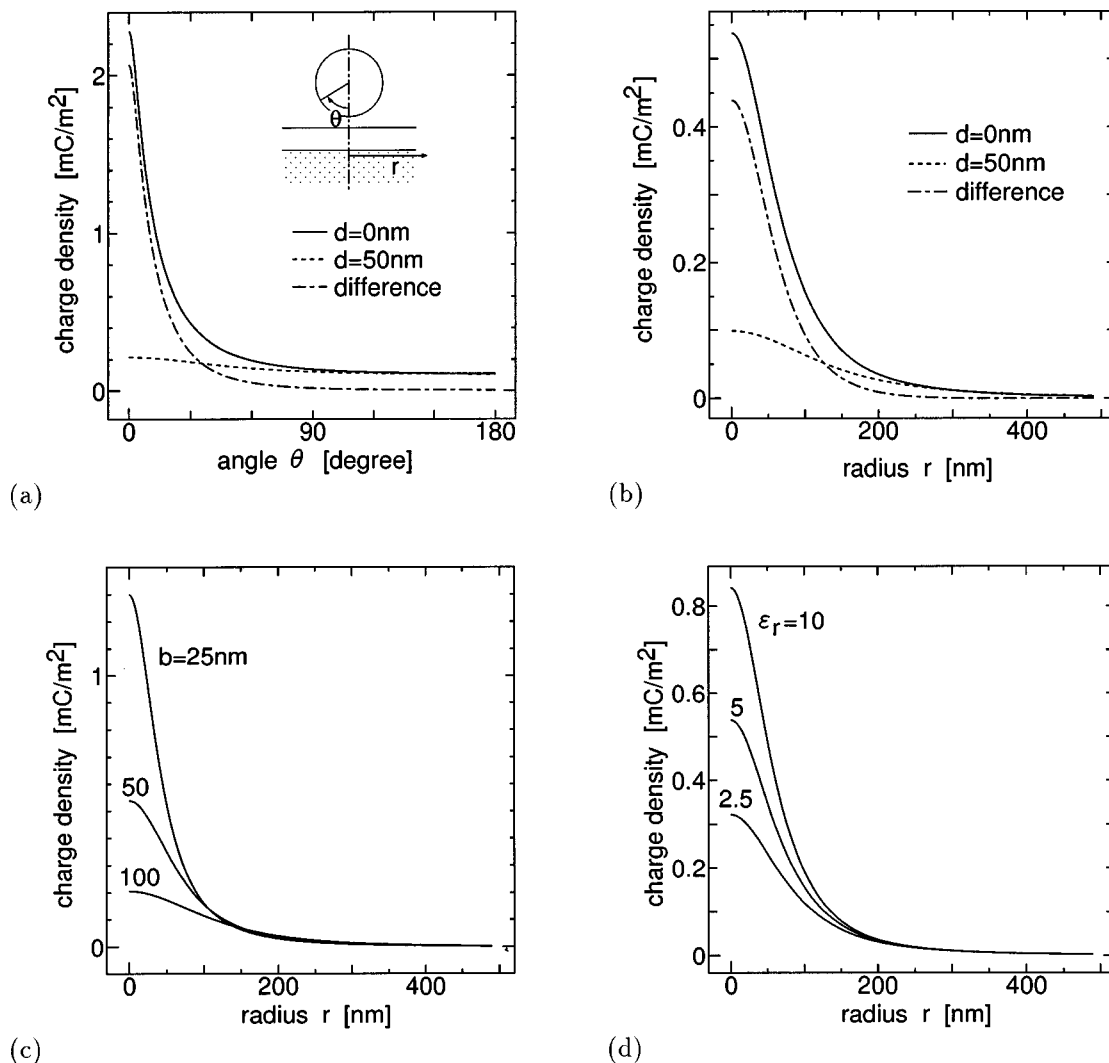 charge density [mC/m²]
2
1
0
θ
r
d=0nm
d=50nm
difference
0
90
180
angle θ [degree]
(a)
charge density [mC/m²]
0.4
0.2
0
d=0nm
d=50nm
difference
0
200
400
radius r [nm]
(b)
charge density [mC/m²]
1
0
b=25nm
50
100
0
200
400
radius r [nm]
(c)
charge density [mC/m²]
0.8
0.6
0.4
0.2
0
εr=10
5
2.5
0
200
400
radius r [nm]
(d)